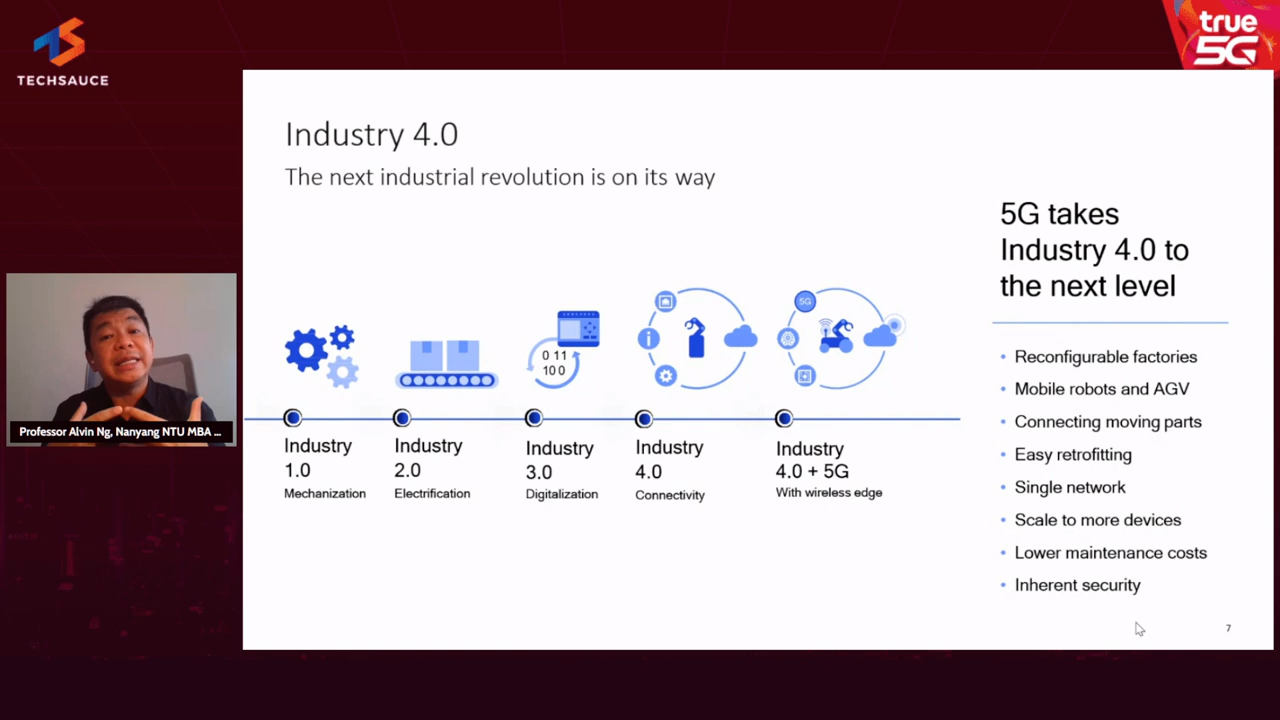 TECHSAUCE
true
5G
Industry 4.0
The next industrial revolution is on its way
5G takes
Industry 4.0 to
the next level
5G
0 11
10 0
Industry
1.0
Mechanization
Industry
2.0
Electrification
Industry
3.0
Digitalization
Industry
4.0
Connectivity
Industry
4.0 + 5G
With wireless edge
• Reconfigurable factories
• Mobile robots and AGV
• Connecting moving parts
• Easy retrofitting
• Single network
• Scale to more devices
• Lower maintenance costs
• Inherent security
7
Professor Alvin Ng, Nanyang NTU MBA ...